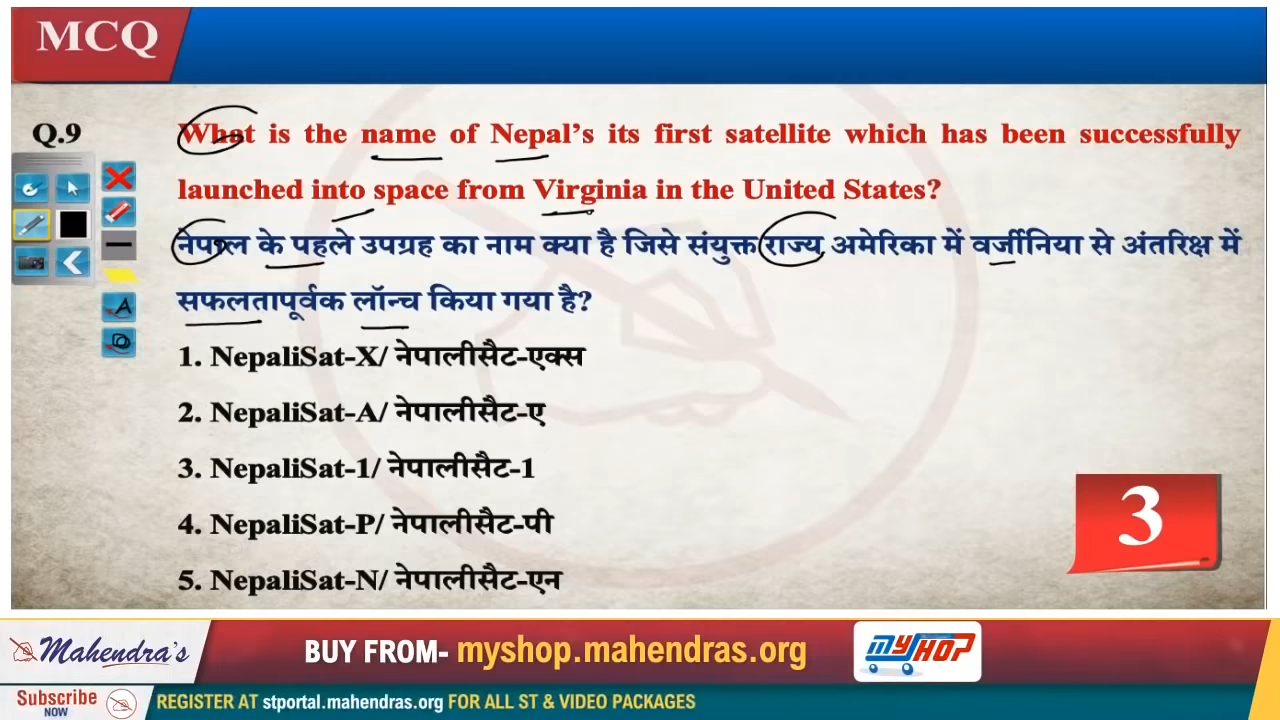 MCQ
Q.9
What is the name of Nepal's its first satellite which has been successfully
launched into space from Virginia in the United States?
नेपाल के पहले उपग्रह का नाम क्या है जिसे संयुक्त राज्य अमेरिका में वर्जीनिया से अंतरिक्ष में
सफलतापूर्वक लॉन्च किया गया है?
1. NepaliSat-X/ नेपालीसैट-एक्स
2. NepaliSat-A/ नेपालीसैट-ए
3. NepaliSat-1/ नेपालीसैट-1
4. NepaliSat-P/ नेपालीसैट-पी
5. NepaliSat-N/ नेपालीसैट-एन
3
Mahendra's
BUY FROM- myshop.mahendras.org
MY SHOP
Subscribe
NOW
REGISTER AT stportal.mahendras.org FOR ALL ST & VIDEO PACKAGES